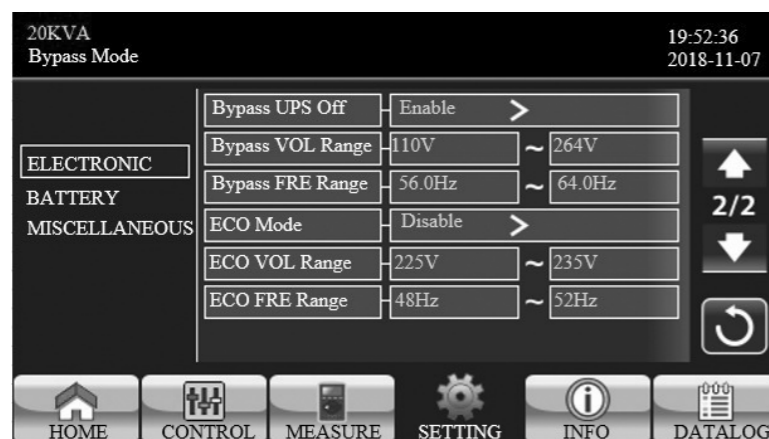 20KVA
19:52:36
Bypass Mode
2018-11-07
Bypass UPS Off Enable >
Bypass VOL Range 110V ~ 264V
ELECTRONIC
Bypass FRE Range 56.0Hz ~ 64.0Hz
BATTERY
2/2
MISCELLANEOUS
ECO Mode Disable >
ECO VOL Range 225V ~ 235V
ECO FRE Range 48Hz ~ 52Hz
HOME CONTROL MEASURE SETTING INFO DATALOG